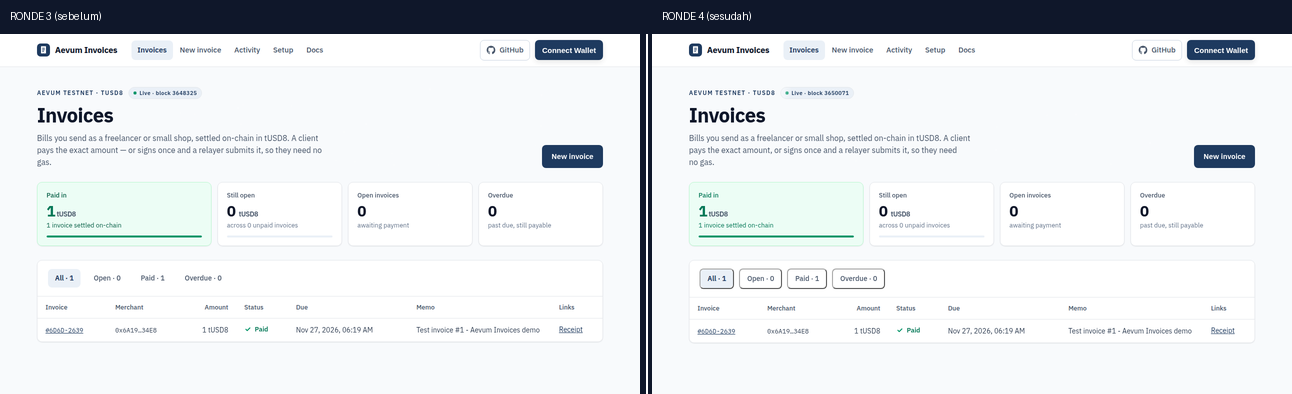 RONDE 3 (sebelum)
Aevum Invoices
Invoices
New invoice
Activity
Setup
Docs
GitHub
Connect Wallet
AEVUM TESTNET · TUSD8
Live · block 3648325
Invoices
Bills you send as a freelancer or small shop, settled on-chain in tUSD8. A client
pays the exact amount — or signs once and a relayer submits it, so they need no
gas.
New invoice
Paid in
1 tUSD8
1 invoice settled on-chain
Still open
0 tUSD8
across 0 unpaid invoices
Open invoices
0
awaiting payment
Overdue
0
past due, still payable
All · 1
Open · 0
Paid · 1
Overdue · 0
Invoice Merchant Amount Status Due Memo Links
#6D6D-2639 0x6A19…34E8 1 tUSD8 ✓ Paid Nov 27, 2026, 06:19 AM Test invoice #1 - Aevum Invoices demo Receipt
RONDE 4 (sesudah)
Aevum Invoices
Invoices
New invoice
Activity
Setup
Docs
GitHub
Connect Wallet
AEVUM TESTNET · TUSD8
Live · block 3650071
Invoices
Bills you send as a freelancer or small shop, settled on-chain in tUSD8. A client
pays the exact amount, or signs once and a relayer submits it, so they need
no gas.
New invoice
Paid in
1 tUSD8
1 invoice settled on-chain
Still open
0 tUSD8
across 0 unpaid invoices
Open invoices
0
awaiting payment
Overdue
0
past due, still payable
All · 1
Open · 0
Paid · 1
Overdue · 0
Invoice Merchant Amount Status Due Memo Links
#6D6D-2639 0x6A19…34E8 1 tUSD8 ✓ Paid Nov 27, 2026, 06:19 AM Test invoice #1 - Aevum Invoices demo Receipt